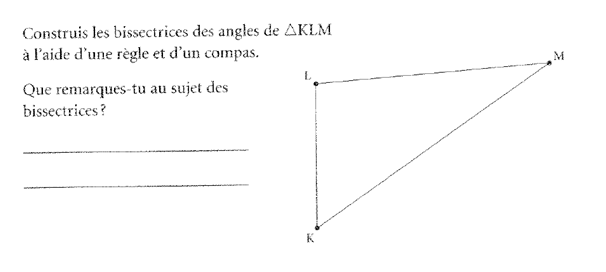 Construis les bissectrices des angles de △KLM
à l'aide d'une règle et d'un compas.
Que remarques-tu au sujet des
bissectrices?
L
M
K